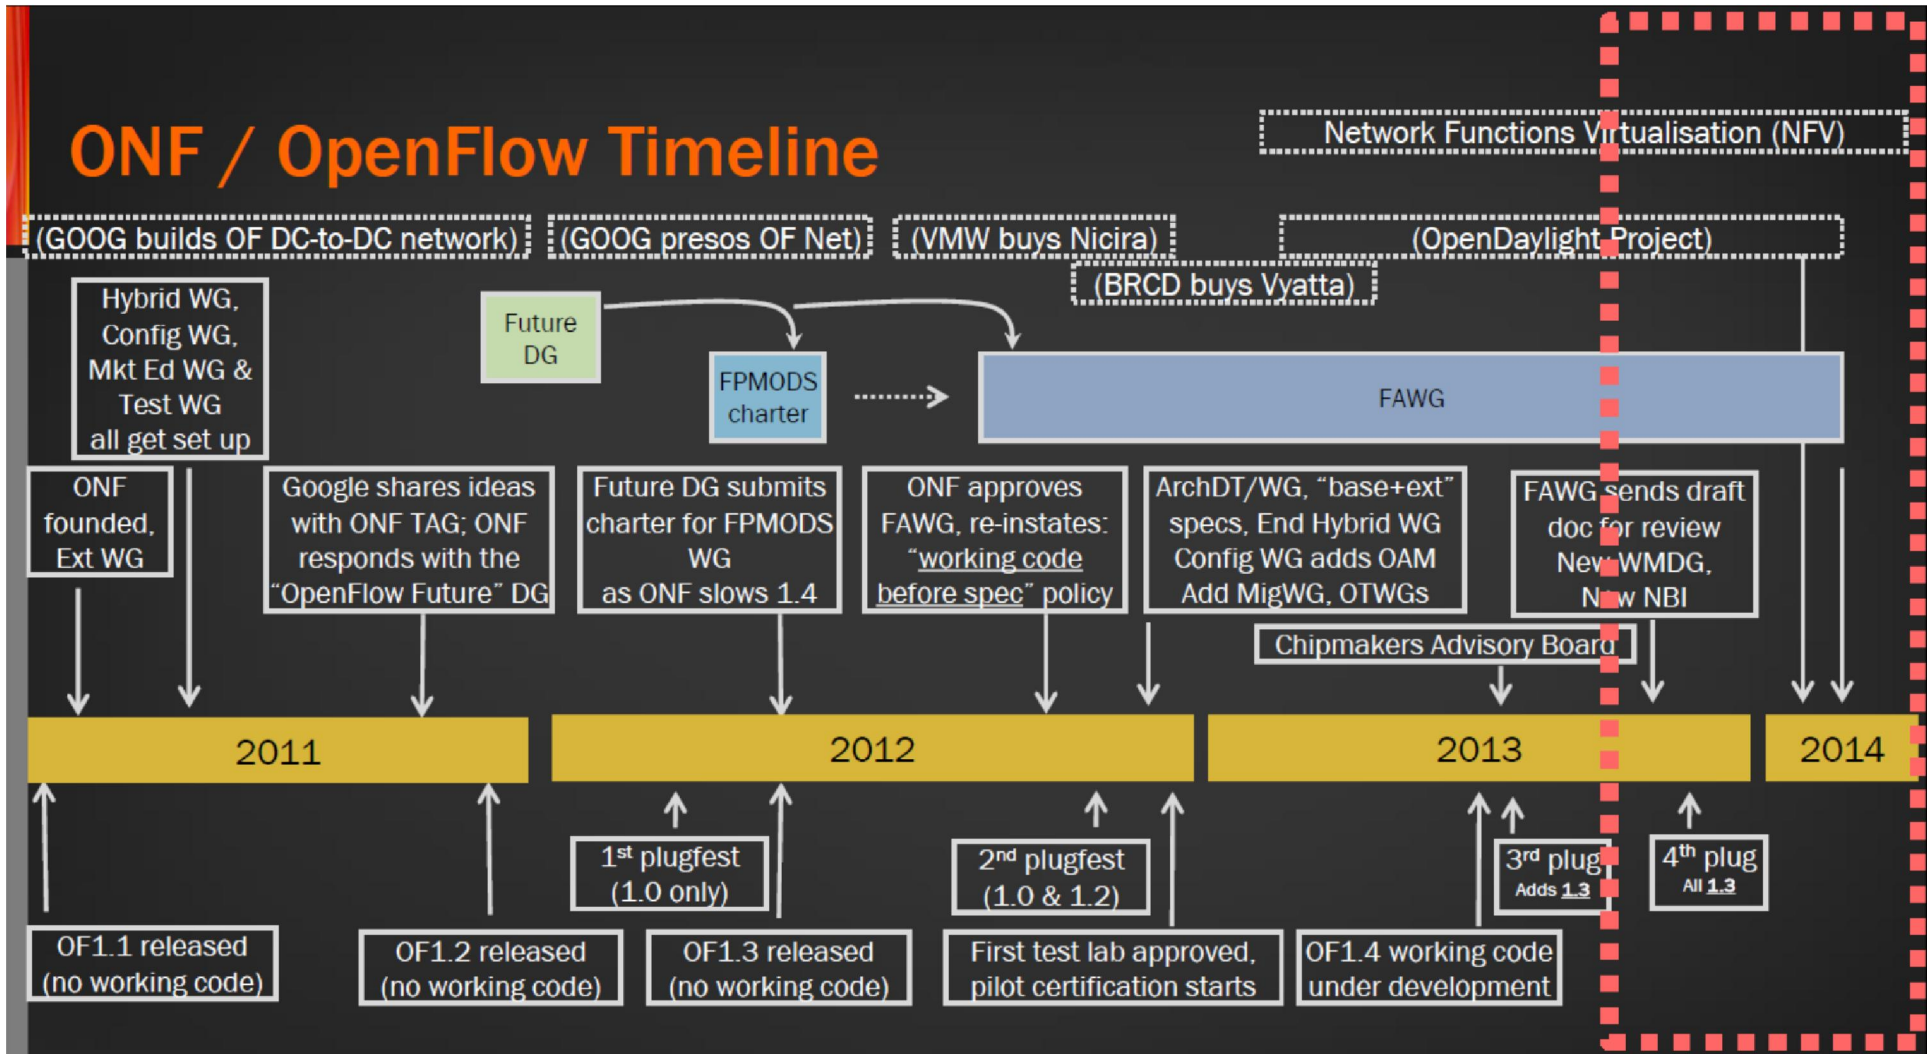 ONF / OpenFlow Timeline
Network Functions Virtualisation (NFV)
(GOOG builds OF DC-to-DC network)
(GOOG presos OF Net)
(VMW buys Nicira)
(OpenDaylight Project)
(BRCD buys Vyatta)
Hybrid WG,
Config WG,
Mkt Ed WG &
Test WG
all get set up
Future
DG
FPMODS
charter
FAWG
ONF
founded,
Ext WG
Google shares ideas
with ONF TAG; ONF
responds with the
“OpenFlow Future” DG
Future DG submits
charter for FPMODS
WG
as ONF slows 1.4
ONF approves
FAWG, re-instates:
“working code
before spec” policy
ArchDT/WG, “base+ext”
specs, End Hybrid WG
Config WG adds OAM
Add MigWG, OTWGs
FAWG sends draft
doc for review
New WMDG,
New NBI
Chipmakers Advisory Board
2011
2012
2013
2014
1st plugfest
(1.0 only)
2nd plugfest
(1.0 & 1.2)
3rd plug
Adds 1.3
4th plug
All 1.3
OF1.1 released
(no working code)
OF1.2 released
(no working code)
OF1.3 released
(no working code)
First test lab approved,
pilot certification starts
OF1.4 working code
under development